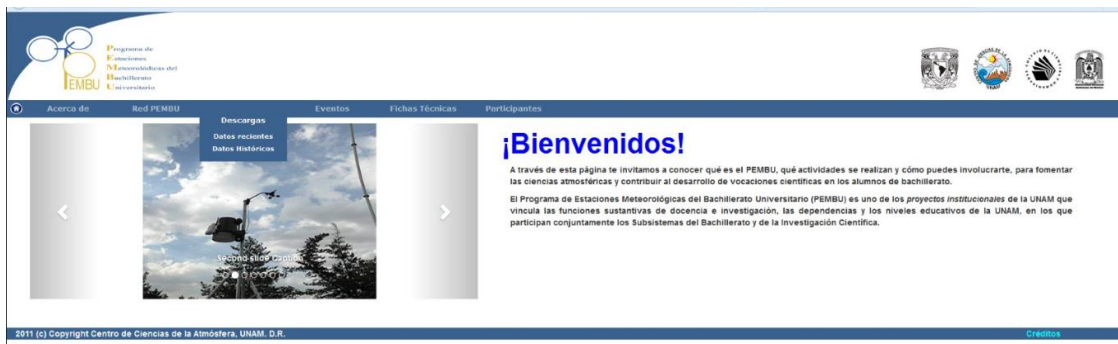 Programa de
Estaciones
Meteorológicas del
Bachillerato
Universitario
PEMBU
Acerca de
Red PEMBU
Descargas
Datos recientes
Datos Históricos
Eventos
Fichas Técnicas
Participantes
Second slide Caption
¡Bienvenidos!
A través de esta página te invitamos a conocer qué es el PEMBU, qué actividades se realizan y cómo puedes involucrarte, para fomentar
las ciencias atmosféricas y contribuir al desarrollo de vocaciones científicas en los alumnos de bachillerato.
El Programa de Estaciones Meteorológicas del Bachillerato Universitario (PEMBU) es uno de los proyectos institucionales de la UNAM que
vincula las funciones sustantivas de docencia e investigación, las dependencias y los niveles educativos de la UNAM, en los que
participan conjuntamente los Subsistemas del Bachillerato y de la Investigación Científica.
2011 (c) Copyright Centro de Ciencias de la Atmósfera, UNAM. D.R.
Créditos